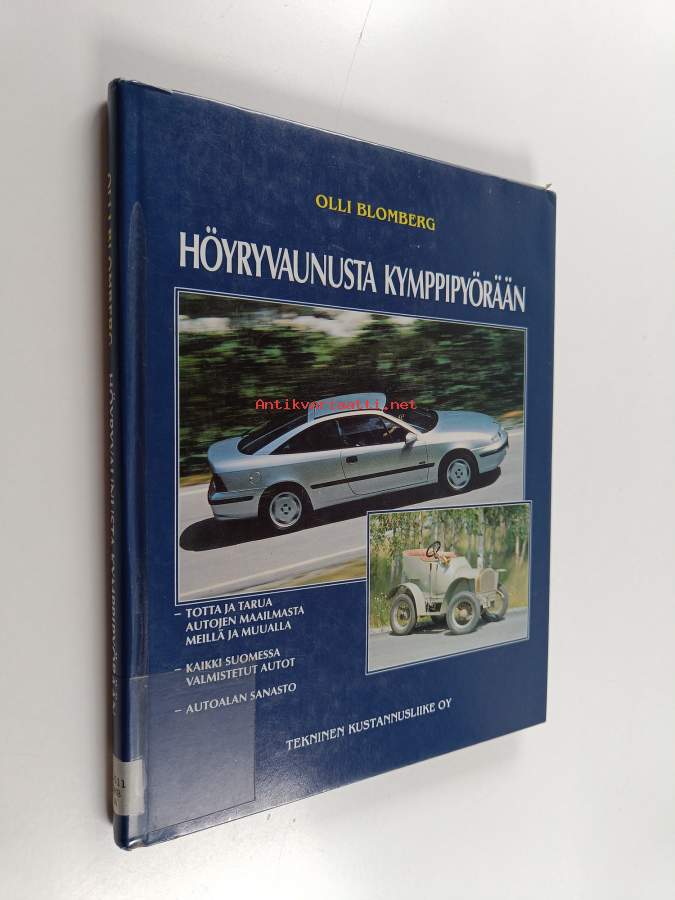 OLLI BLOMBERG
HÖYRYVAUNUSTA KYMPPIPYÖRÄÄN
Antikvariaatti.net
– TOTTA JA TARUA
AUTOJEN MAAILMASTA
MEILLÄ JA MUUALLA
– KAIKKI SUOMESSA
VALMISTETUT AUTOT
– AUTOALAN SANASTO
TEKNINEN KUSTANNUSLIIKE OY
OLLI BLOMBERG HÖYRYVAUNUSTA KYMPPIPYÖRÄÄN